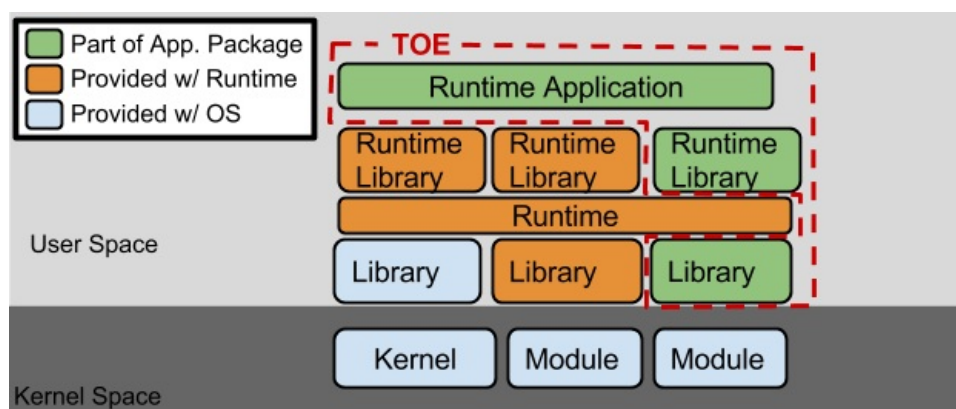 Part of App. Package
Provided w/ Runtime
Provided w/ OS
TOE
Runtime Application
Runtime
Library
Runtime
Library
Runtime
Library
Runtime
User Space
Library
Library
Library
Kernel
Module
Module
Kernel Space